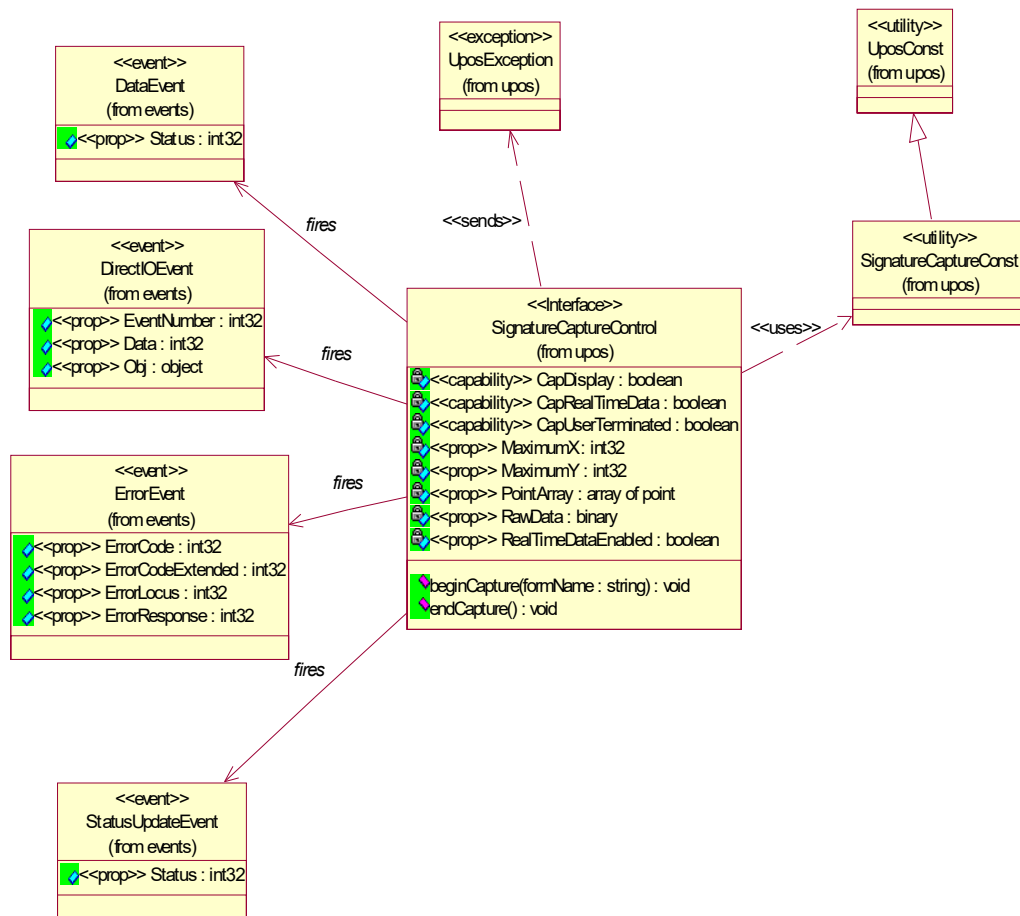 <<event>>
DataEvent
(from events)
<<prop>> Status : int32
<<exception>>
UposException
(from upos)
<<utility>>
UposConst
(from upos)
fires
<<sends>>
<<event>>
DirectIOEvent
(from events)
<<prop>> EventNumber : int32
<<prop>> Data : int32
<<prop>> Obj : object
<<utility>>
SignatureCaptureConst
(from upos)
fires
<<uses>>
<<Interface>>
SignatureCaptureControl
(from upos)
<<capability>> CapDisplay : boolean
<<capability>> CapRealTimeData : boolean
<<capability>> CapUserTerminated : boolean
<<prop>> MaximumX : int32
<<prop>> MaximumY : int32
<<prop>> PointArray : array of point
<<prop>> RawData : binary
<<prop>> RealTimeDataEnabled : boolean
beginCapture(formName : string) : void
endCapture() : void
fires
<<event>>
ErrorEvent
(from events)
<<prop>> ErrorCode : int32
<<prop>> ErrorCodeExtended : int32
<<prop>> ErrorLocus : int32
<<prop>> ErrorResponse : int32
fires
<<event>>
StatusUpdateEvent
(from events)
<<prop>> Status : int32